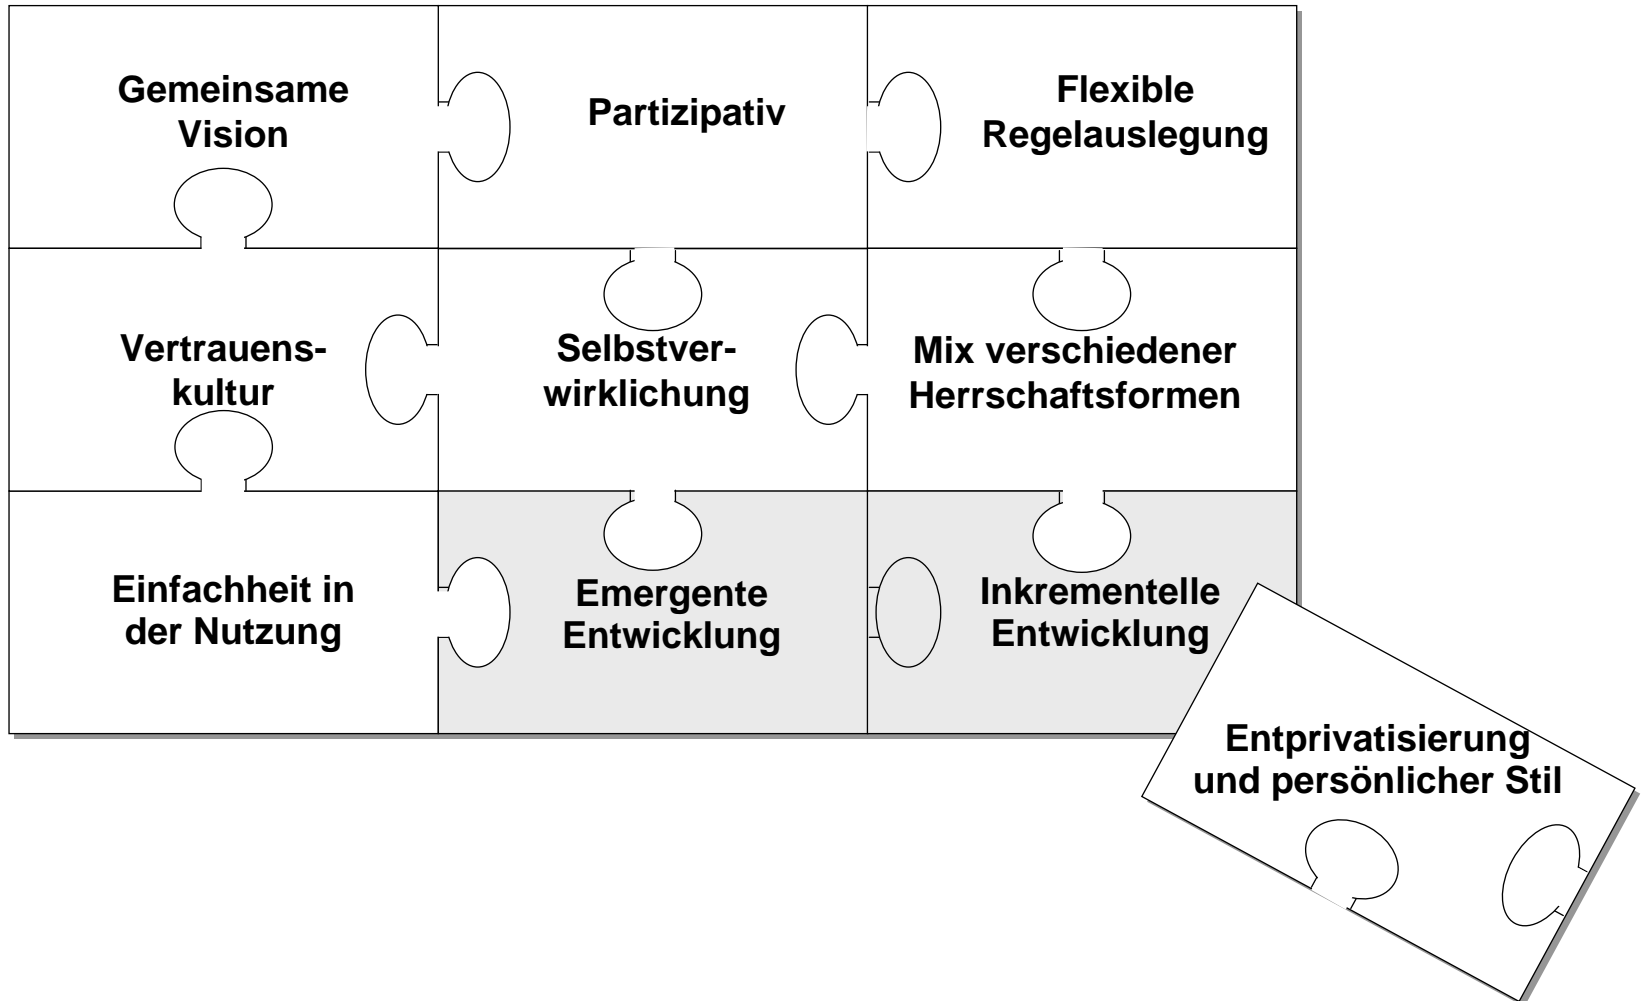 Gemeinsame
Vision
Partizipativ
Flexible
Regelauslegung
Vertrauens-
kultur
Selbstver-
wirklichung
Mix verschiedener
Herrschaftsformen
Einfachheit in
der Nutzung
Emergente
Entwicklung
Inkrementelle
Entwicklung
Entprivatisierung
und persönlicher Stil